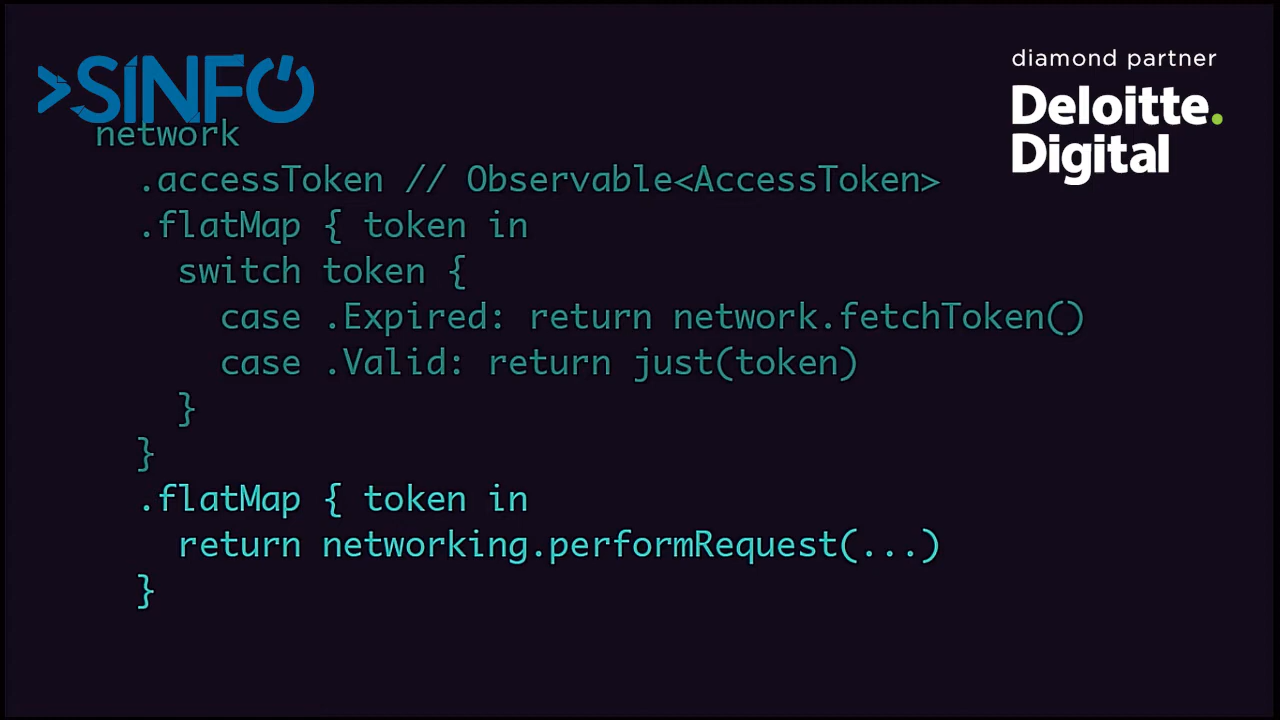 >SINFO
diamond partner
Deloitte.
Digital
network
.accessToken // Observable<AccessToken>
.flatMap { token in
switch token {
case .Expired: return network.fetchToken()
case .Valid: return just(token)
}
}
.flatMap { token in
return networking.performRequest(...)
}